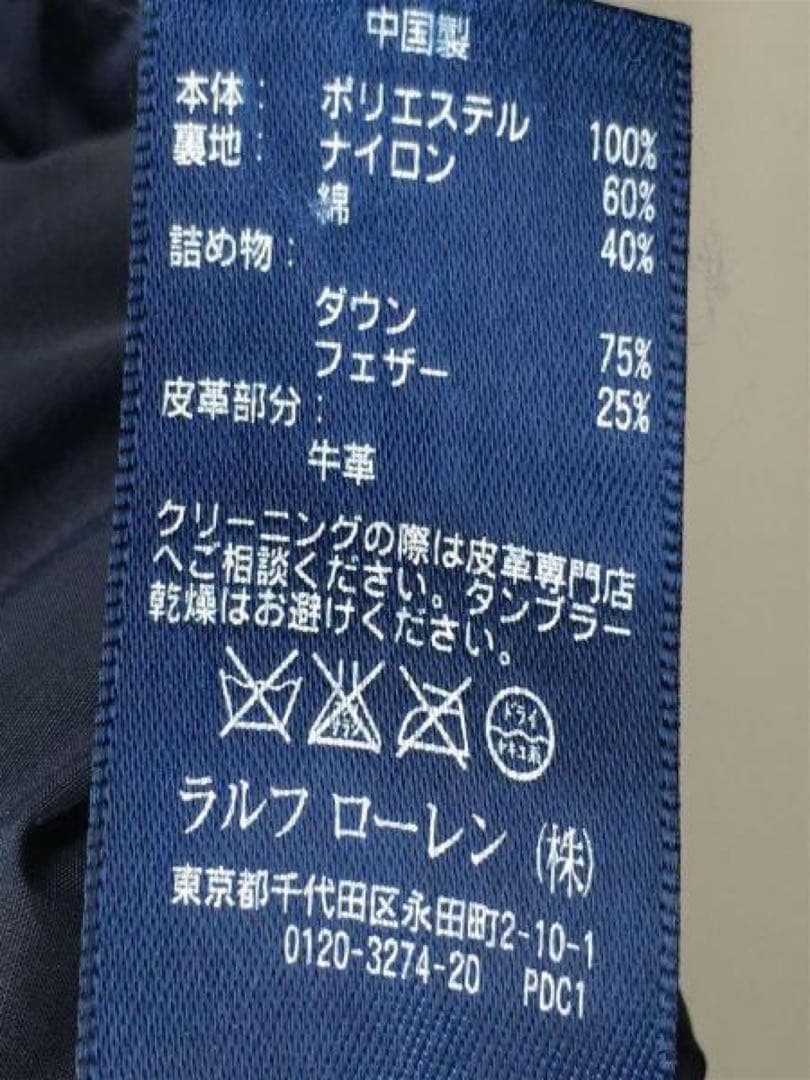 中国製
本体： ポリエステル 100%
裏地： ナイロン 60%
綿 40%
詰め物：
ダウン 75%
フェザー 25%
皮革部分：
牛革
クリーニングの際は皮革専門店
へご相談ください。タンブラー
乾燥はお避けください。
ドライ
セキユ系
ラルフ ローレン (株)
東京都千代田区永田町2-10-1
0120-3274-20 PDC1